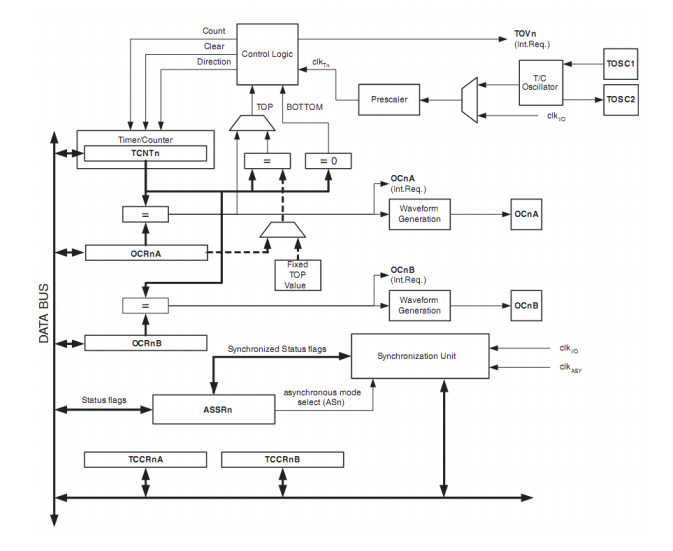 Count
Clear
Direction
Control Logic
clkTn
TOVn
(Int.Req.)
TOSC1
T/C
Oscillator
TOSC2
Prescaler
clkI/O
TOP
BOTTOM
Timer/Counter
TCNTn
=
= 0
OCnA
(Int.Req.)
=
Waveform
Generation
OCnA
OCRnA
Fixed
TOP
Value
OCnB
(Int.Req.)
=
Waveform
Generation
OCnB
OCRnB
DATA BUS
Synchronized Status flags
Synchronization Unit
clkI/O
clkASY
Status flags
asynchronous mode
select (ASn)
ASSRn
TCCRnA
TCCRnB